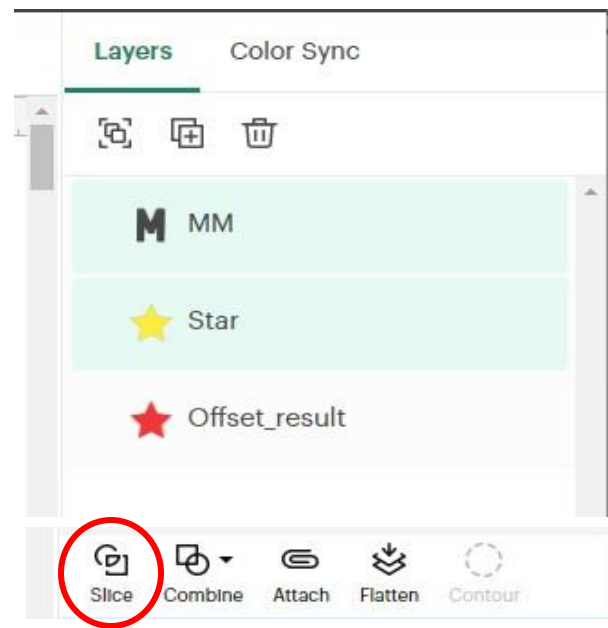 Layers Color Sync
M MM
Star
Offset_result
Slice Combine Attach Flatten Contour